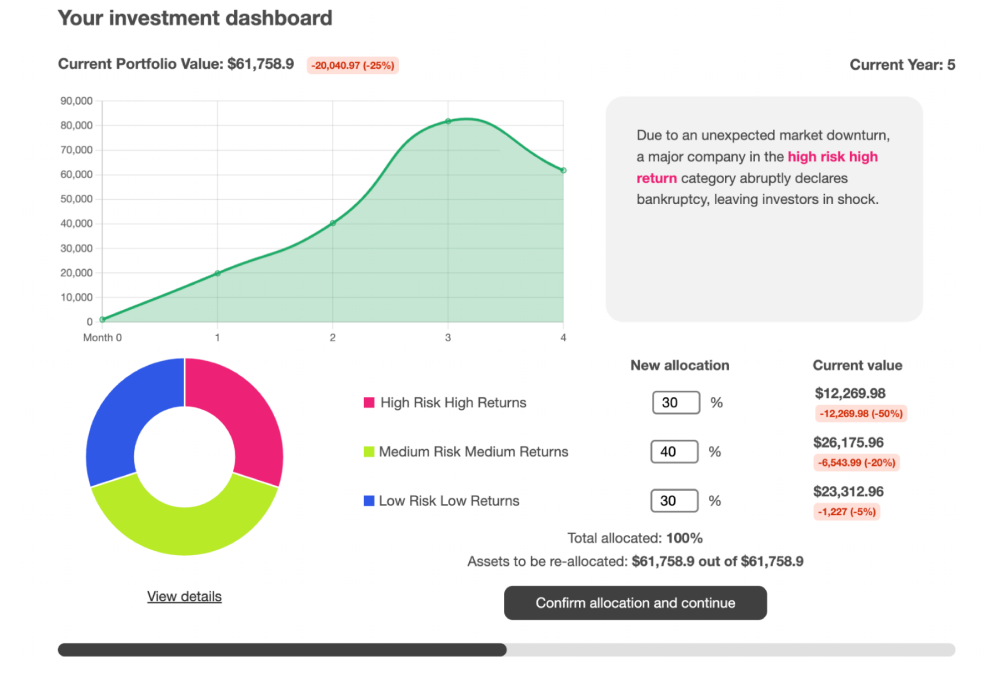 Your investment dashboard
Current Portfolio Value: $61,758.9 -20,040.97 (-25%)
Current Year: 5
90,000
80,000
70,000
60,000
50,000
40,000
30,000
20,000
10,000
0
Month 0 1 2 3 4
Due to an unexpected market downturn,
a major company in the high risk high
return category abruptly declares
bankruptcy, leaving investors in shock.
New allocation Current value
High Risk High Returns 30 % $12,269.98
-12,269.98 (-50%)
Medium Risk Medium Returns 40 % $26,175.96
-6,543.99 (-20%)
Low Risk Low Returns 30 % $23,312.96
-1,227 (-5%)
Total allocated: 100%
Assets to be re-allocated: $61,758.9 out of $61,758.9
View details
Confirm allocation and continue